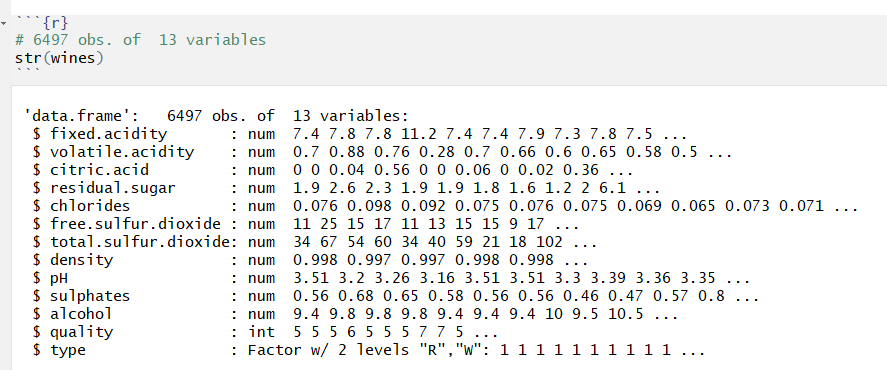 ```{r}
# 6497 obs. of  13 variables
str(wines)
```
'data.frame':   6497 obs. of  13 variables:
 $ fixed.acidity       : num  7.4 7.8 7.8 11.2 7.4 7.4 7.9 7.3 7.8 7.5 ...
 $ volatile.acidity    : num  0.7 0.88 0.76 0.28 0.7 0.66 0.6 0.65 0.58 0.5 ...
 $ citric.acid         : num  0 0 0.04 0.56 0 0 0.06 0 0.02 0.36 ...
 $ residual.sugar      : num  1.9 2.6 2.3 1.9 1.9 1.8 1.6 1.2 2 6.1 ...
 $ chlorides           : num  0.076 0.098 0.092 0.075 0.076 0.075 0.069 0.065 0.073 0.071 ...
 $ free.sulfur.dioxide : num  11 25 15 17 11 13 15 15 9 17 ...
 $ total.sulfur.dioxide: num  34 67 54 60 34 40 59 21 18 102 ...
 $ density             : num  0.998 0.997 0.997 0.998 0.998 ...
 $ pH                  : num  3.51 3.2 3.26 3.16 3.51 3.51 3.3 3.39 3.36 3.35 ...
 $ sulphates           : num  0.56 0.68 0.65 0.58 0.56 0.56 0.46 0.47 0.57 0.8 ...
 $ alcohol             : num  9.4 9.8 9.8 9.8 9.4 9.4 9.4 10 9.5 10.5 ...
 $ quality             : int  5 5 5 6 5 5 5 7 7 5 ...
 $ type                : Factor w/ 2 levels "R","W": 1 1 1 1 1 1 1 1 1 1 ...